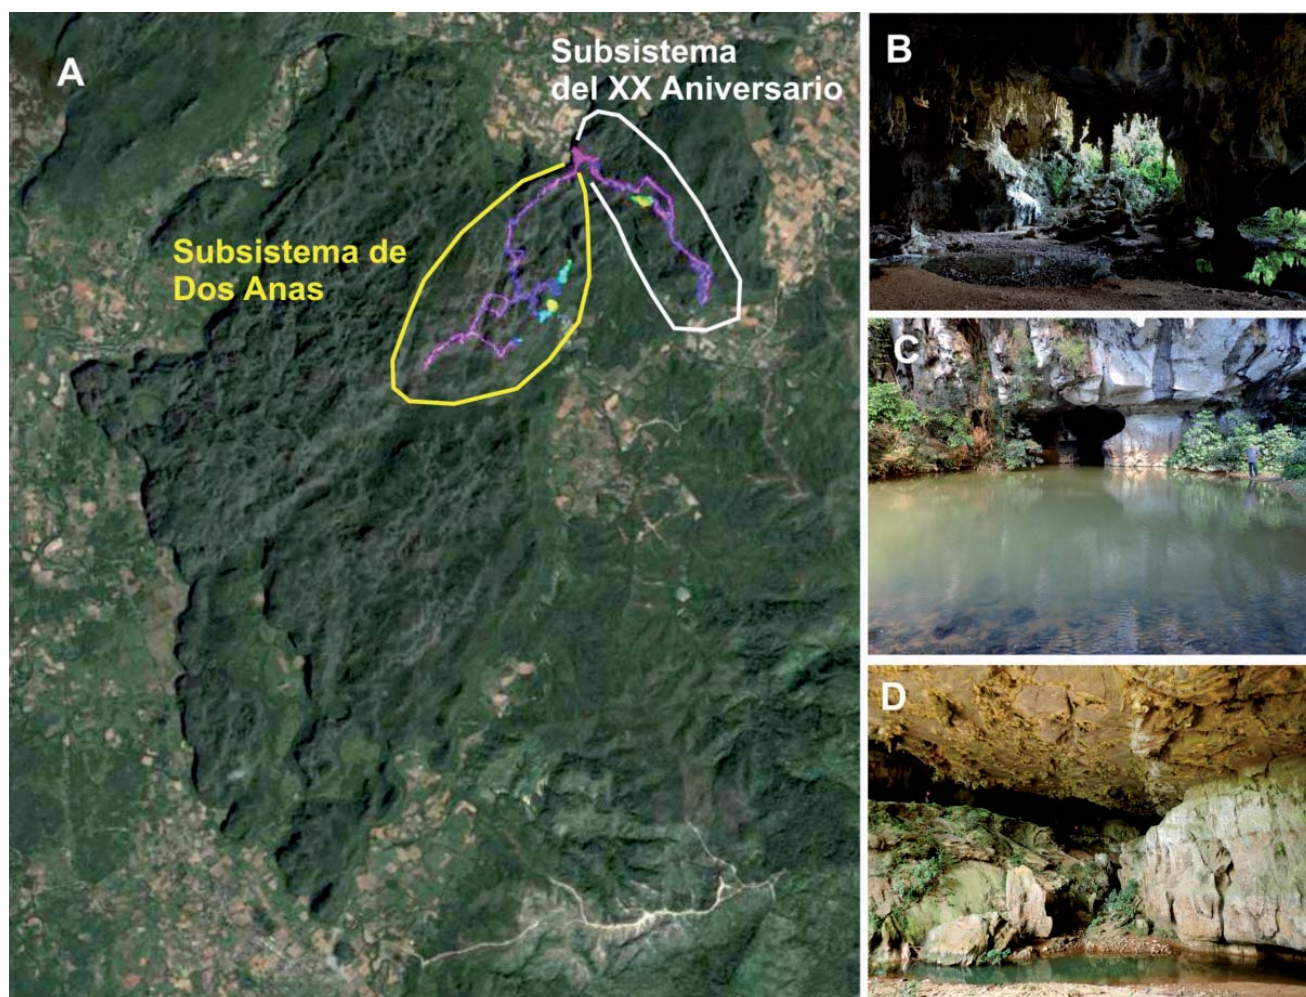 A
Subsistema
del XX Aniversario
Subsistema de
Dos Anas
B
C
D